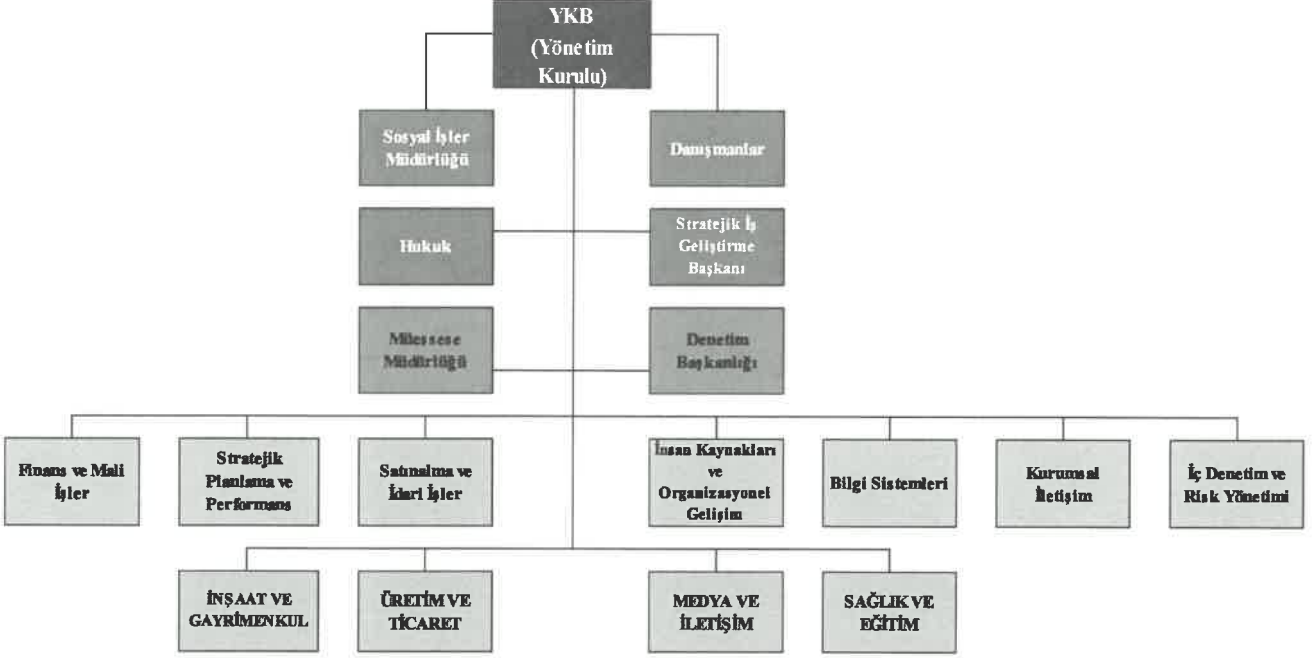 YKB
(Yönetim
Kurulu)
Sosyal İşler
Müdürlüğü
Danışmanlar
Hukuk
Stratejik İş
Geliştirme
Başkanı
Müessese
Müdürlüğü
Denetim
Başkanlığı
Finans ve Mali
İşler
Stratejik
Planlama ve
Performans
Satınalma ve
İdari İşler
İnsan Kaynakları
ve
Organizasyonel
Gelişim
Bilgi Sistemleri
Kurumsal
İletişim
İç Denetim ve
Risk Yönetimi
İNŞAAT VE
GAYRİMENKUL
ÜRETİM VE
TİCARET
MEDYA VE
İLETİŞİM
SAĞLIK VE
EĞİTİM